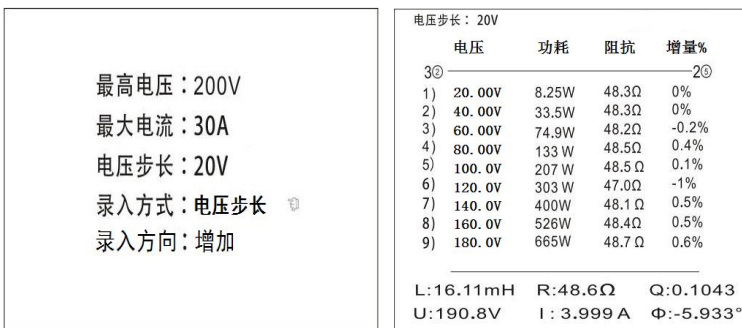 最高电压：200V
最大电流：30A
电压步长：20V
录入方式：电压步长
录入方向：增加
电压步长： 20V
电压 功耗 阻抗 增量%
3② 2⑤
1) 20.00V 8.25W 48.3Ω 0%
2) 40.00V 33.5W 48.3Ω 0%
3) 60.00V 74.9W 48.2Ω -0.2%
4) 80.00V 133 W 48.5Ω 0.4%
5) 100.0V 207 W 48.5 Ω 0.1%
6) 120.0V 303 W 47.0Ω -1%
7) 140.0V 400W 48.1 Ω 0.5%
8) 160.0V 526W 48.4Ω 0.5%
9) 180.0V 665W 48.7 Ω 0.6%
L:16.11mH R:48.6Ω Q:0.1043
U:190.8V I : 3.999 A Φ:-5.933°